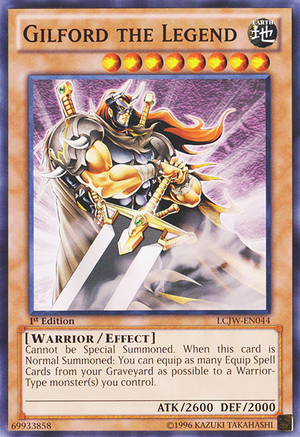 GILFORD THE LEGEND
EARTH
地
1st Edition
LCJW-EN044
[WARRIOR/EFFECT]
Cannot be Special Summoned. When this card is
Normal Summoned: You can equip as many Equip Spell
Cards from your Graveyard as possible to a Warrior-
Type monster(s) you control.
ATK/2600 DEF/2000
69933858
©1996 KAZUKI TAKAHASHI